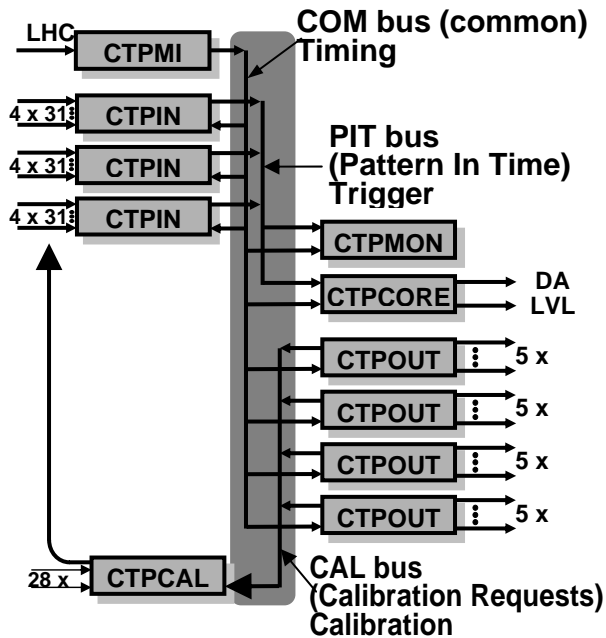 LHC
CTPMI
COM bus (common)
Timing
4 x 31
CTPIN
4 x 31
CTPIN
4 x 31
CTPIN
PIT bus
(Pattern In Time)
Trigger
CTPMON
CTPCORE
DA
LVL
CTPOUT
5 x
CTPOUT
5 x
CTPOUT
5 x
CTPOUT
5 x
28 x
CTPCAL
CAL bus
(Calibration Requests)
Calibration